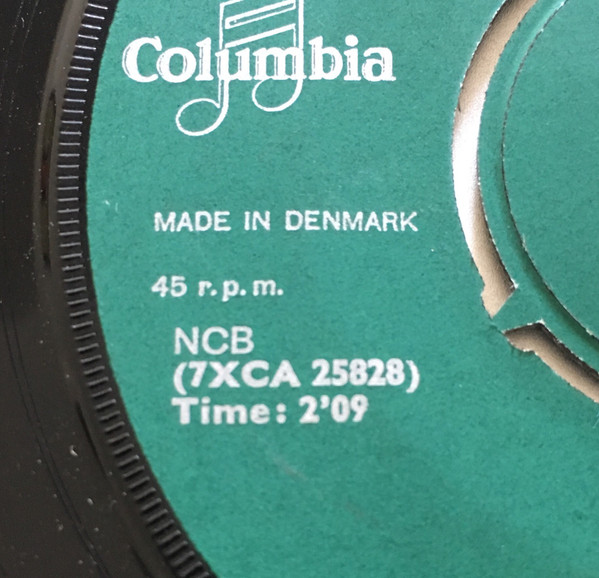 Columbia
MADE IN DENMARK
45 r.p.m.
NCB
(7XCA 25828)
Time: 2'09